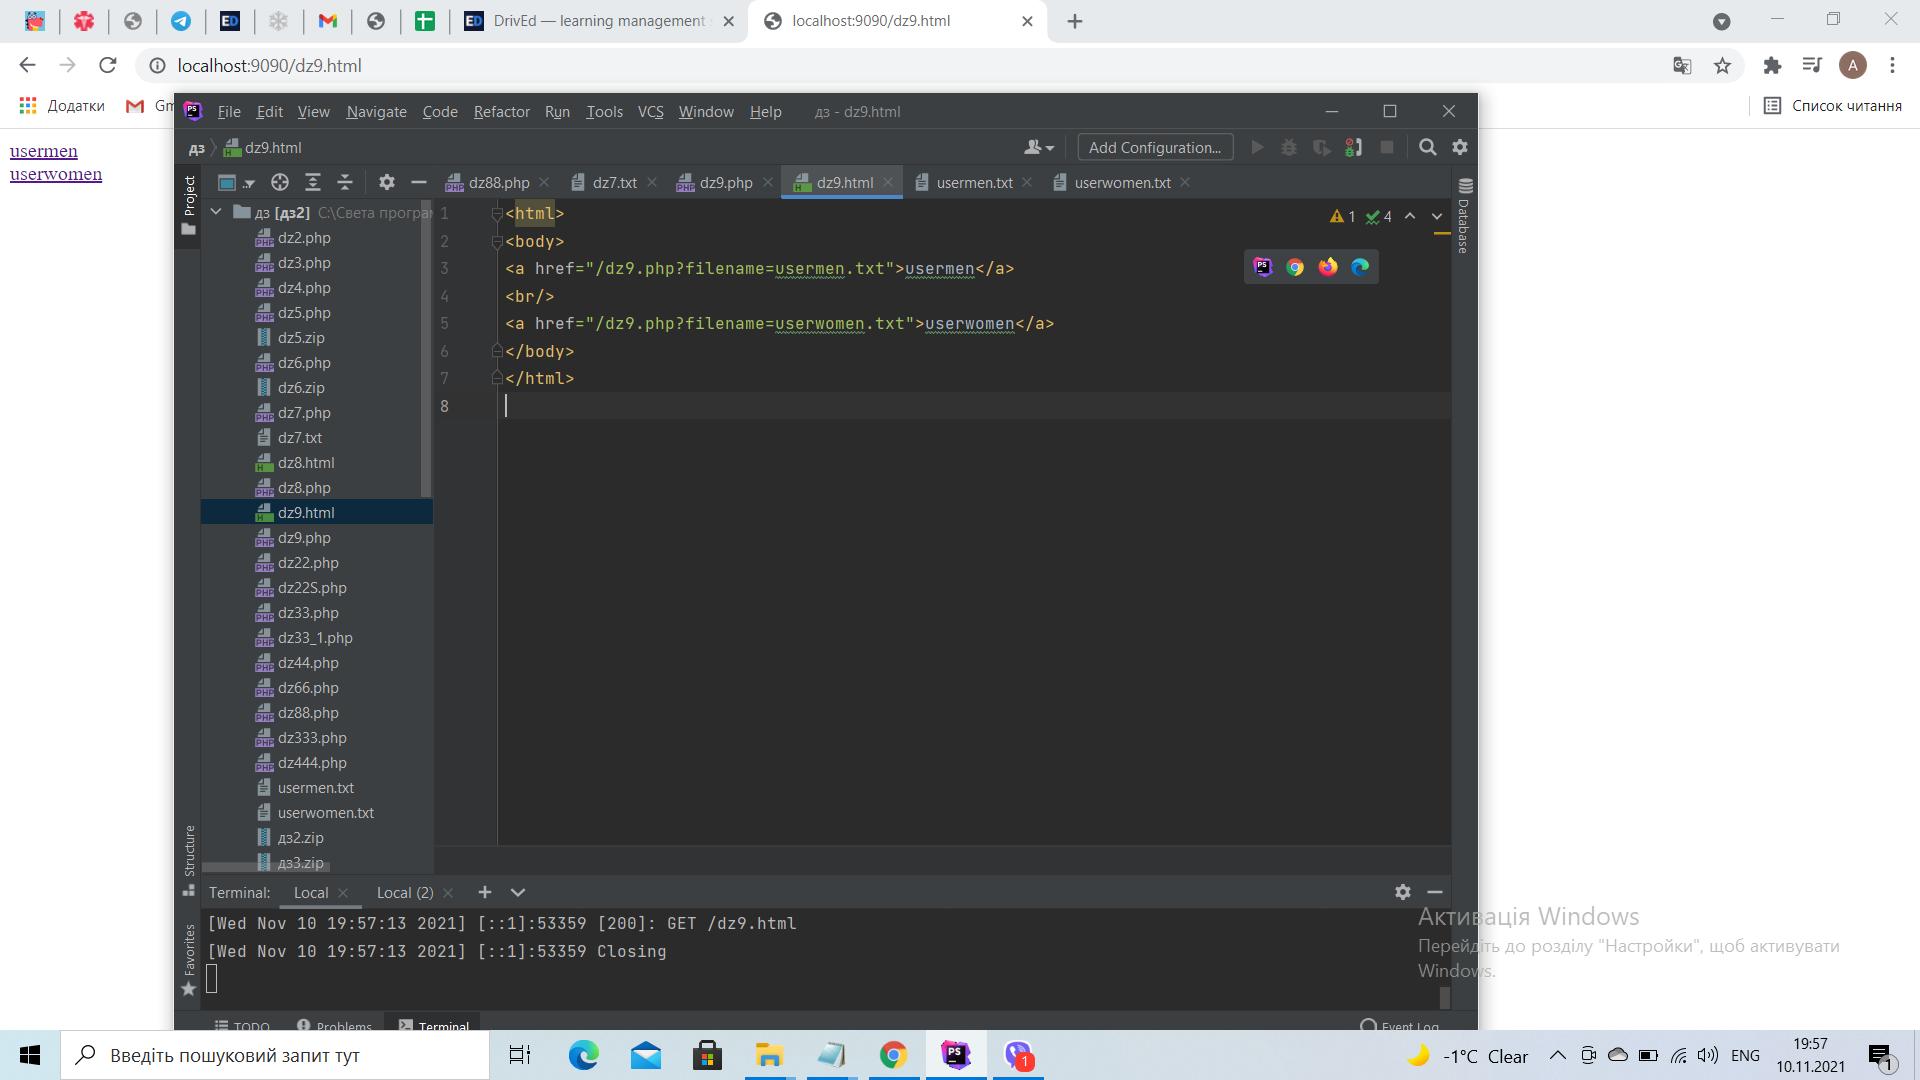 DrivEd — learning management
localhost:9090/dz9.html
localhost:9090/dz9.html
A
Додатки
Список читання
usermen
userwomen
File Edit View Navigate Code Refactor Run Tools VCS Window Help дз - dz9.html
дз dz9.html
Add Configuration...
dz88.php dz7.txt dz9.php dz9.html usermen.txt userwomen.txt
Project
Structure
Favorites
Database
дз [дз2] C:\Света програм
dz2.php
dz3.php
dz4.php
dz5.php
dz5.zip
dz6.php
dz6.zip
dz7.php
dz7.txt
dz8.html
dz8.php
dz9.html
dz9.php
dz22.php
dz22S.php
dz33.php
dz33_1.php
dz44.php
dz66.php
dz88.php
dz333.php
dz444.php
usermen.txt
userwomen.txt
дз2.zip
дз3.zip
1 <html>
2 <body>
3 <a href="/dz9.php?filename=usermen.txt">usermen</a>
4 <br/>
5 <a href="/dz9.php?filename=userwomen.txt">userwomen</a>
6 </body>
7 </html>
8
1 4
Terminal: Local Local (2)
[Wed Nov 10 19:57:13 2021] [::1]:53359 [200]: GET /dz9.html
[Wed Nov 10 19:57:13 2021] [::1]:53359 Closing
TODO Problems Terminal Event Log
Активація Windows
Перейдіть до розділу "Настройки", щоб активувати
Windows.
Введіть пошуковий запит тут
1
-1°C Clear
ENG
19:57
10.11.2021
1